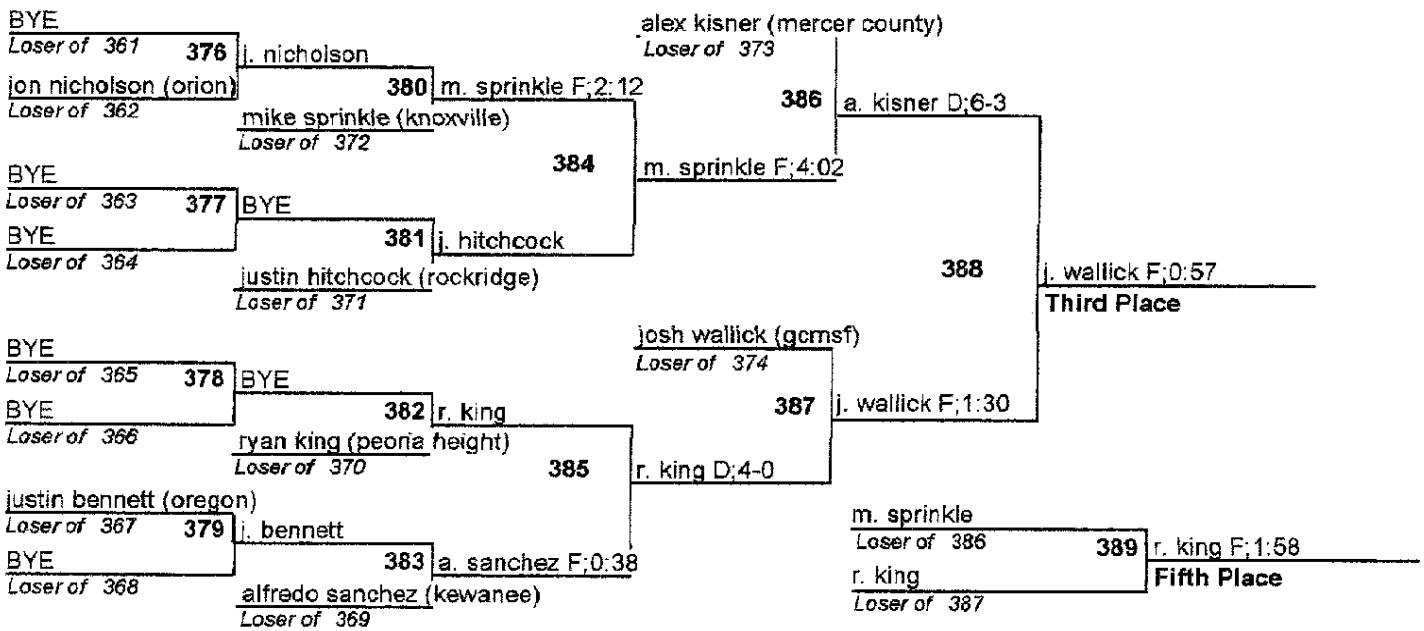 BYE
Loser of 361
376
j. nicholson
jon nicholson (orion)
Loser of 362
380
m. sprinkle F;2:12
mike sprinkle (knoxville)
Loser of 372
BYE
Loser of 363
377
BYE
BYE
Loser of 364
381
j. hitchcock
justin hitchcock (rockridge)
Loser of 371
384
m. sprinkle F;4:02
alex kisner (mercer county)
Loser of 373
386
a. kisner D;6-3
BYE
Loser of 365
378
BYE
BYE
Loser of 366
382
r. king
ryan king (peoria height)
Loser of 370
385
r. king D;4-0
justin bennett (oregon)
Loser of 367
379
j. bennett
BYE
Loser of 368
383
a. sanchez F;0:38
alfredo sanchez (kewanee)
Loser of 369
josh wallick (gcmsf)
Loser of 374
387
j. wallick F;1:30
388
j. wallick F;0:57
Third Place
m. sprinkle
Loser of 386
389
r. king F;1:58
r. king
Loser of 387
Fifth Place